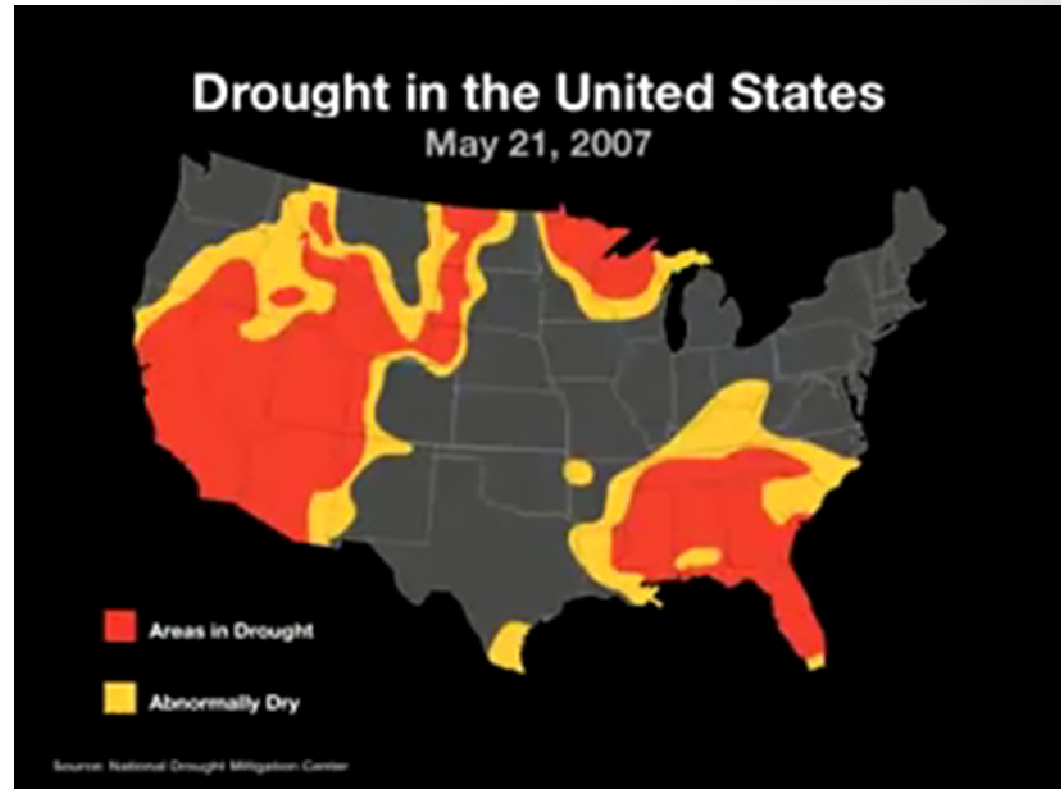 Drought in the United States
May 21, 2007
Areas in Drought
Abnormally Dry
Source: National Drought Mitigation Center